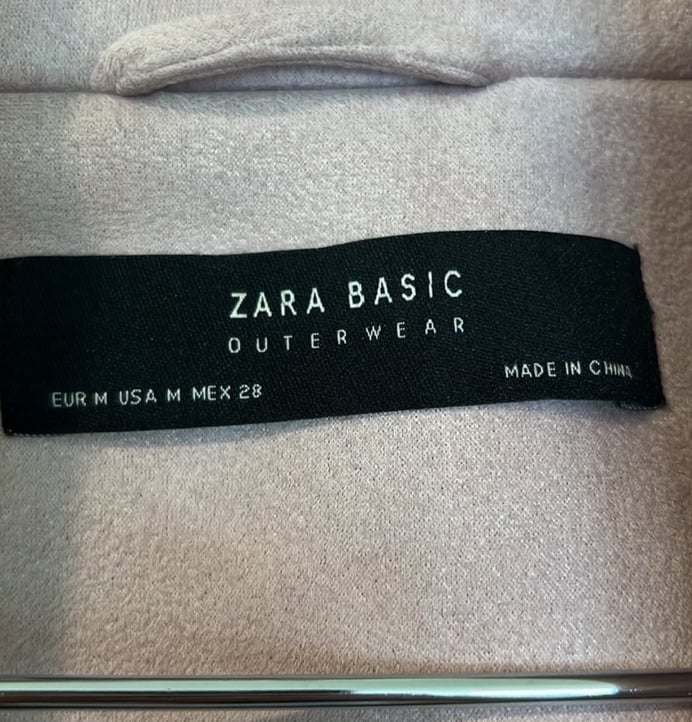 ZARA BASIC
OUTERWEAR
EUR M USA M MEX 28
MADE IN CHINA